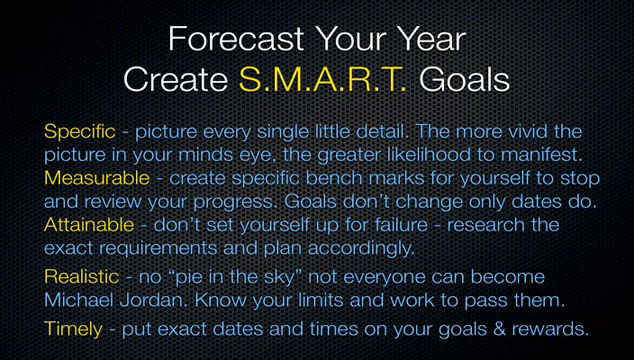 Forecast Your Year
Create S.M.A.R.T. Goals
Specific - picture every single little detail. The more vivid the
picture in your minds eye, the greater likelihood to manifest.
Measurable - create specific bench marks for yourself to stop
and review your progress. Goals don't change only dates do.
Attainable - don't set yourself up for failure - research the
exact requirements and plan accordingly.
Realistic - no “pie in the sky” not everyone can become
Michael Jordan. Know your limits and work to pass them.
Timely - put exact dates and times on your goals & rewards.